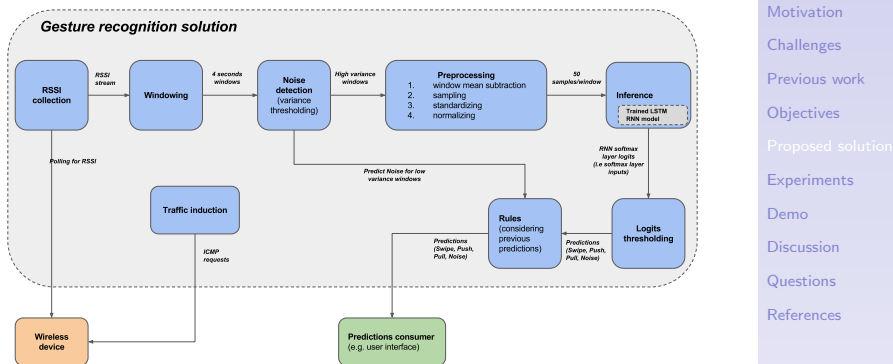 Gesture recognition solution
RSSI
collection
RSSI
stream
Windowing
4 seconds
windows
Noise
detection
(variance
thresholding)
High variance
windows
Preprocessing
1. window mean subtraction
2. sampling
3. standardizing
4. normalizing
50
samples/window
Inference
Trained LSTM
RNN model
Polling for RSSI
Predict Noise for low
variance windows
RNN softmax
layer logits
(i.e softmax layer
inputs)
Traffic induction
ICMP
requests
Rules
(considering
previous
predictions)
Predictions
(Swipe, Push,
Pull, Noise)
Logits
thresholding
Predictions
(Swipe, Push,
Pull, Noise)
Wireless
device
Predictions consumer
(e.g. user interface)
Motivation
Challenges
Previous work
Objectives
Proposed solution
Experiments
Demo
Discussion
Questions
References